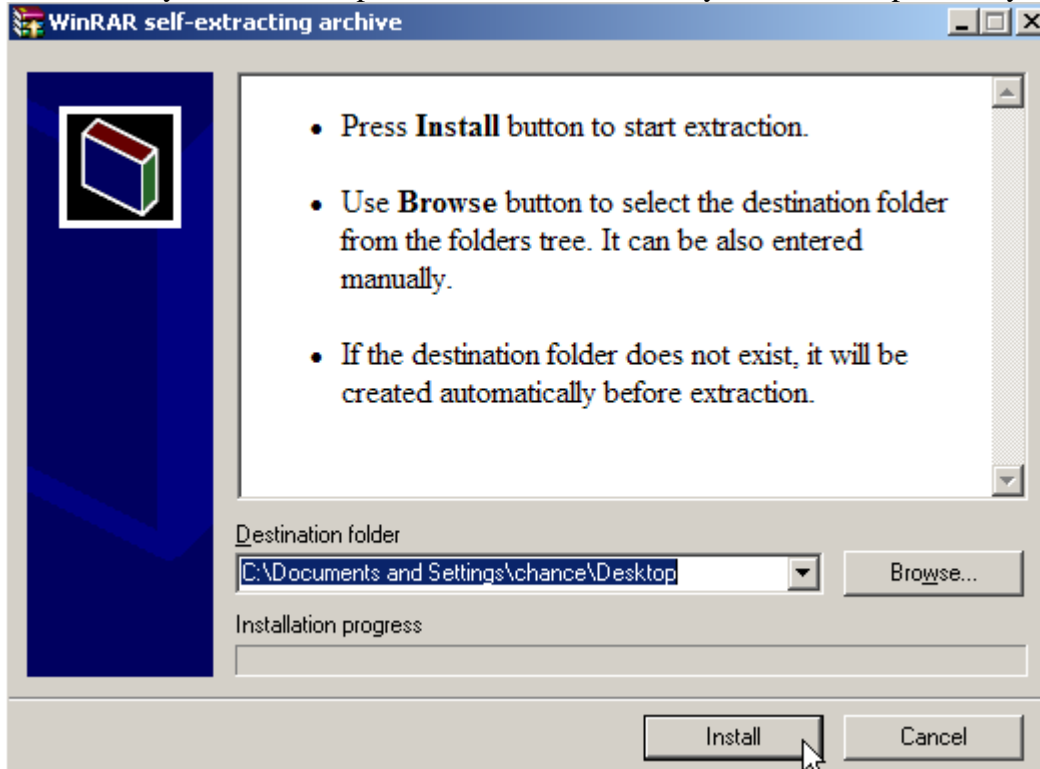 WinRAR self-extracting archive
• Press Install button to start extraction.
• Use Browse button to select the destination folder
from the folders tree. It can be also entered
manually.
• If the destination folder does not exist, it will be
created automatically before extraction.
Destination folder
C:\Documents and Settings\chance\Desktop
Browse...
Installation progress
Install
Cancel